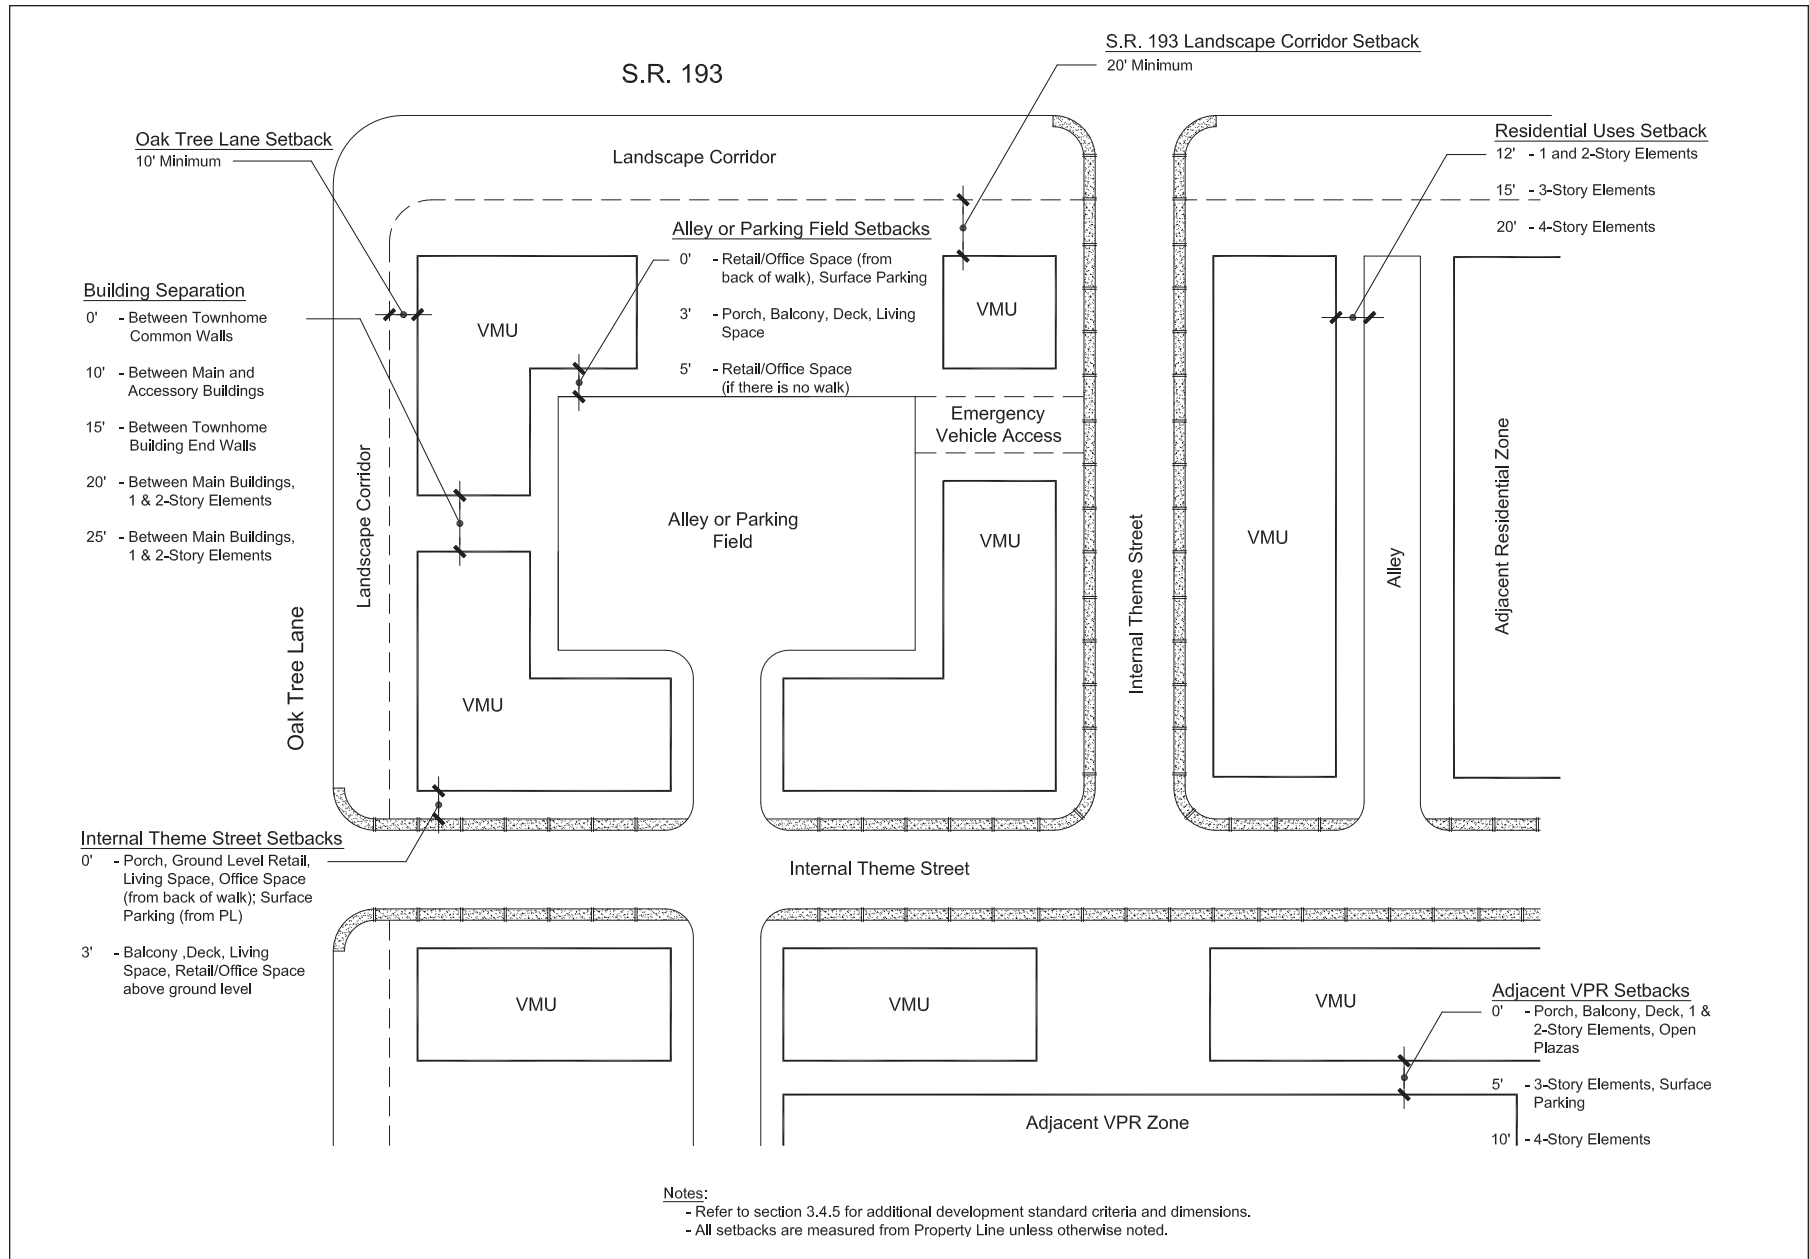 S.R. 193
S.R. 193 Landscape Corridor Setback
20' Minimum
Oak Tree Lane Setback
10' Minimum
Landscape Corridor
Residential Uses Setback
12' - 1 and 2-Story Elements
15' - 3-Story Elements
20' - 4-Story Elements
Alley or Parking Field Setbacks
0' - Retail/Office Space (from
back of walk), Surface Parking
3' - Porch, Balcony, Deck, Living
Space
5' - Retail/Office Space
(if there is no walk)
Building Separation
0' - Between Townhome
Common Walls
10' - Between Main and
Accessory Buildings
15' - Between Townhome
Building End Walls
20' - Between Main Buildings,
1 & 2-Story Elements
25' - Between Main Buildings,
1 & 2-Story Elements
VMU
VMU
Emergency
Vehicle Access
Landscape Corridor
Oak Tree Lane
Alley or Parking
Field
VMU
VMU
Internal Theme Street
VMU
Alley
Adjacent Residential Zone
Internal Theme Street Setbacks
0' - Porch, Ground Level Retail,
Living Space, Office Space
(from back of walk); Surface
Parking (from PL)
3' - Balcony ,Deck, Living
Space, Retail/Office Space
above ground level
Internal Theme Street
VMU
VMU
VMU
Adjacent VPR Setbacks
0' - Porch, Balcony, Deck, 1 &
2-Story Elements, Open
Plazas
5' - 3-Story Elements, Surface
Parking
10' - 4-Story Elements
Adjacent VPR Zone
Notes:
- Refer to section 3.4.5 for additional development standard criteria and dimensions.
- All setbacks are measured from Property Line unless otherwise noted.